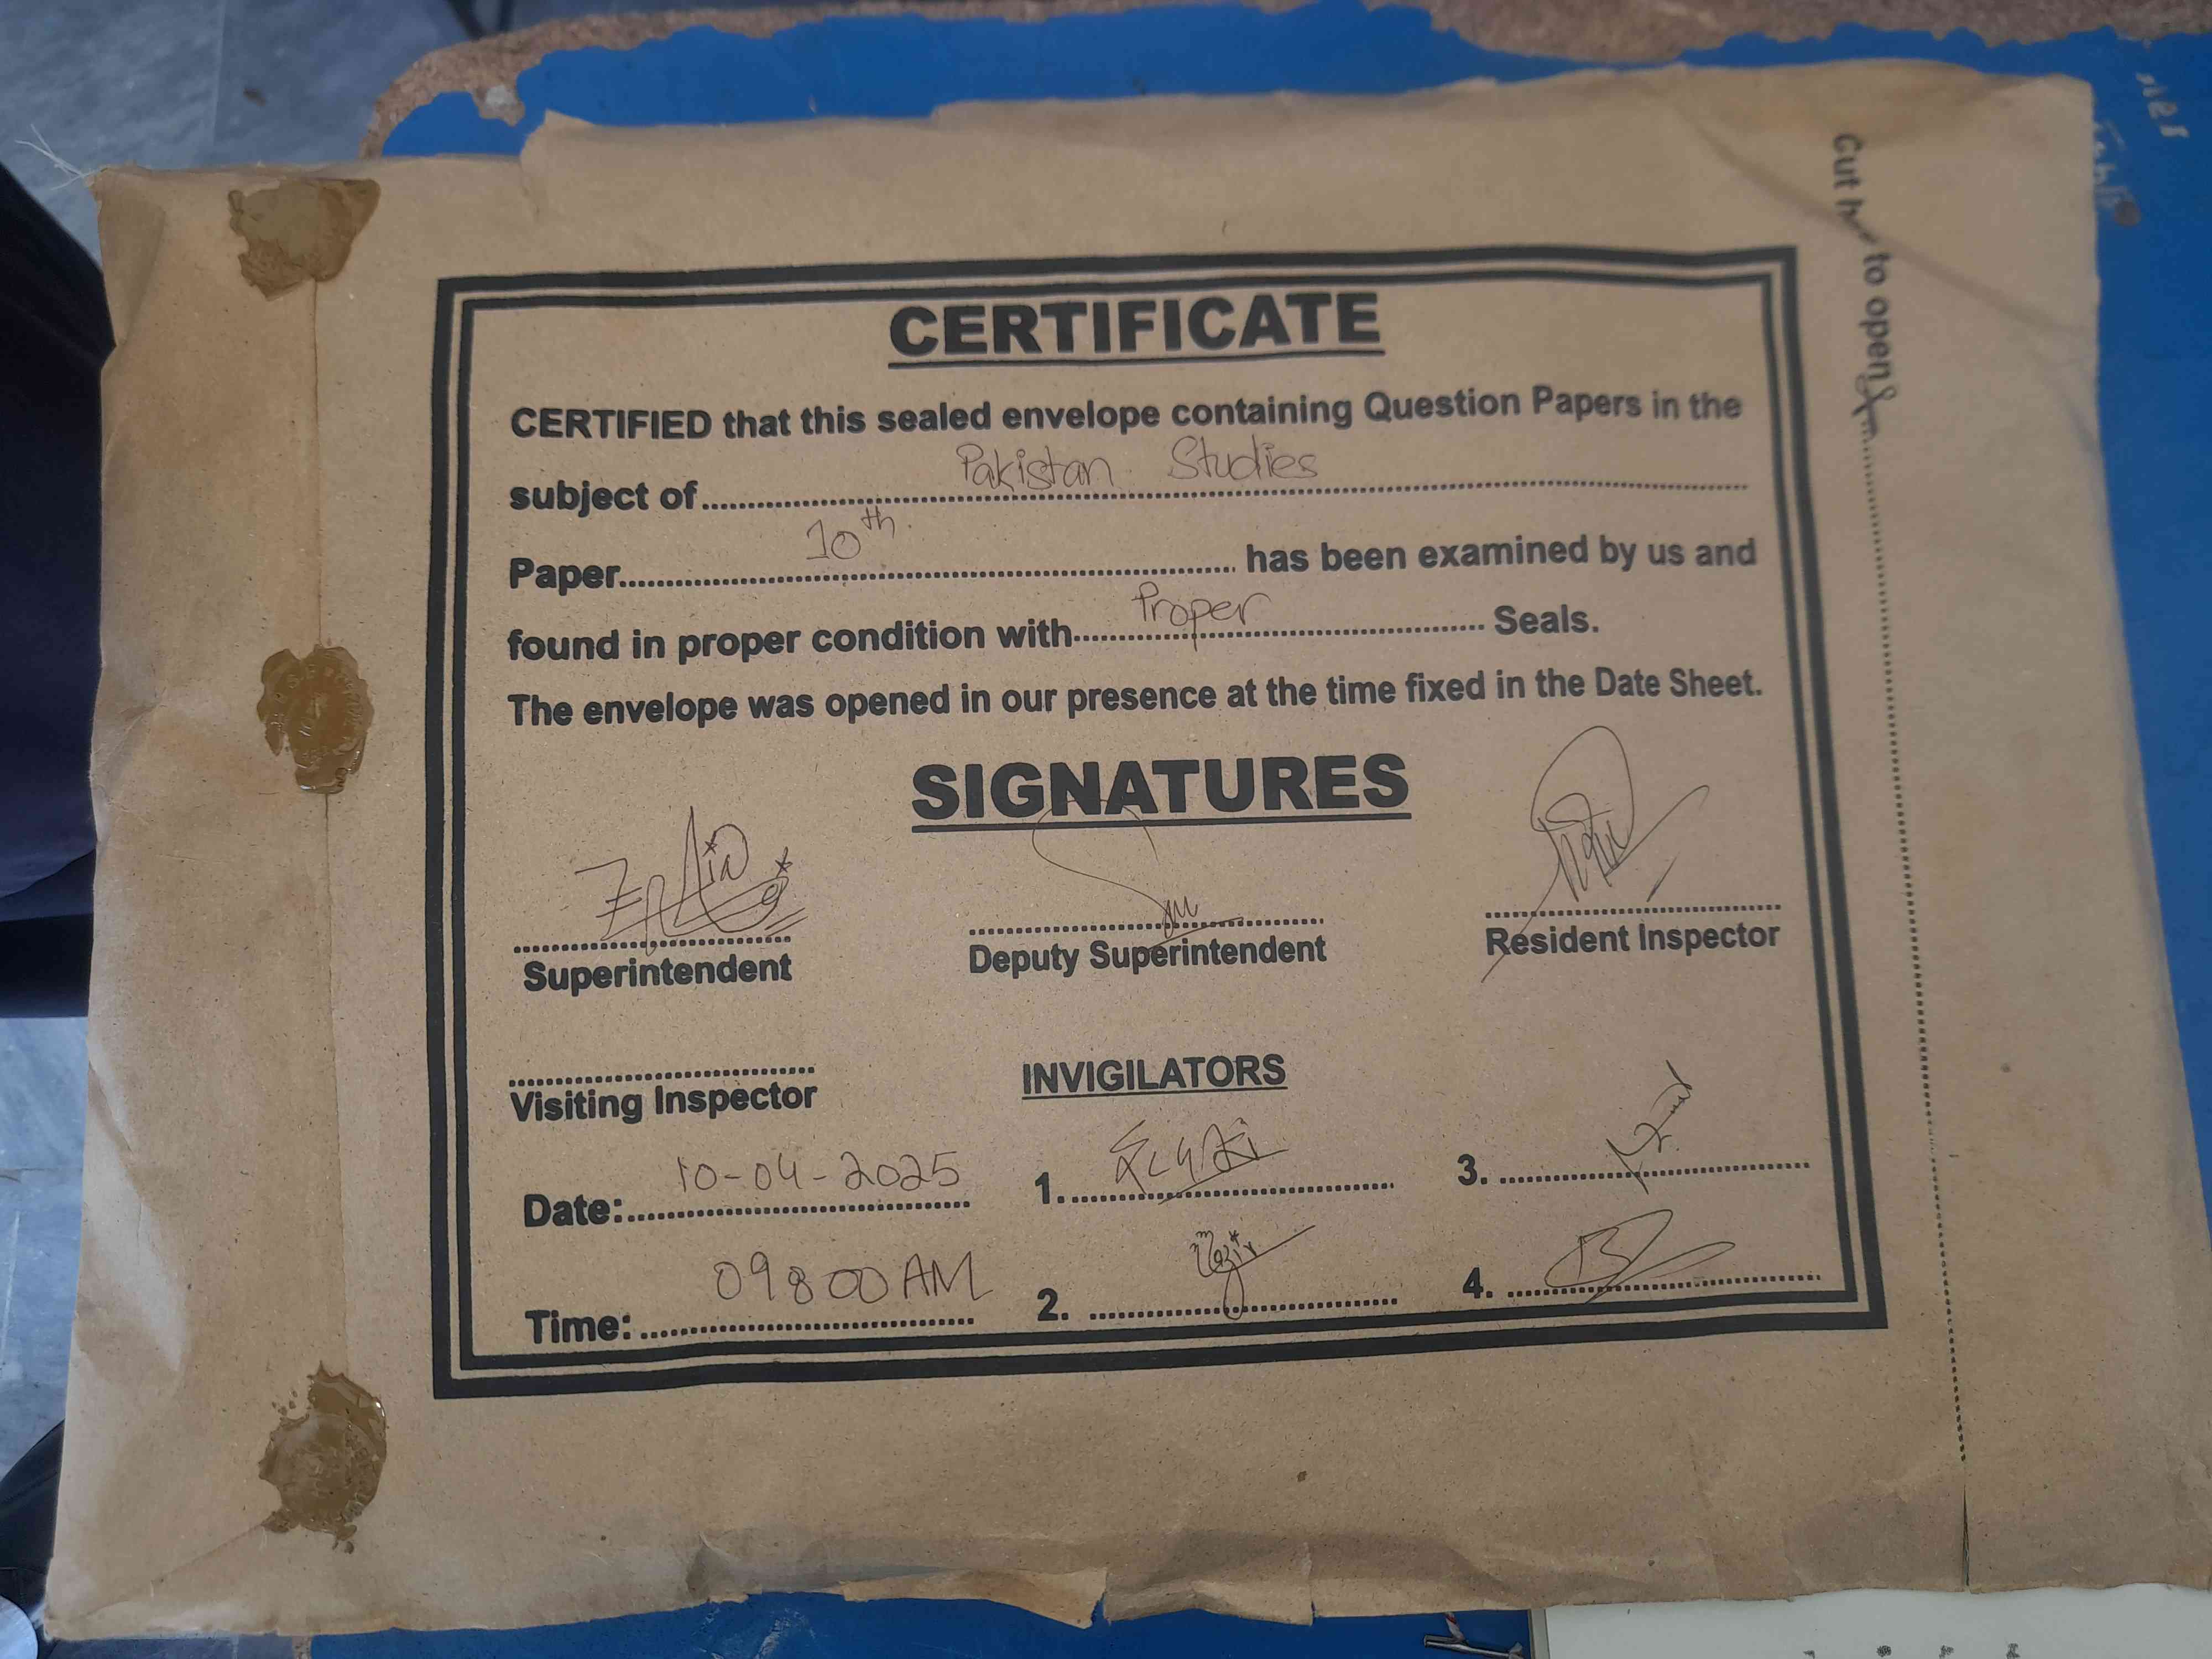 Cut here to open
CERTIFICATE
CERTIFIED that this sealed envelope containing Question Papers in the
subject of Pakistan Studies
Paper 10th has been examined by us and
found in proper condition with Proper Seals.
The envelope was opened in our presence at the time fixed in the Date Sheet.
SIGNATURES
Superintendent
Deputy Superintendent
Resident Inspector
Visiting Inspector
INVIGILATORS
Date: 10-04-2025
1.
3.
Time: 09:00 AM
2.
4.